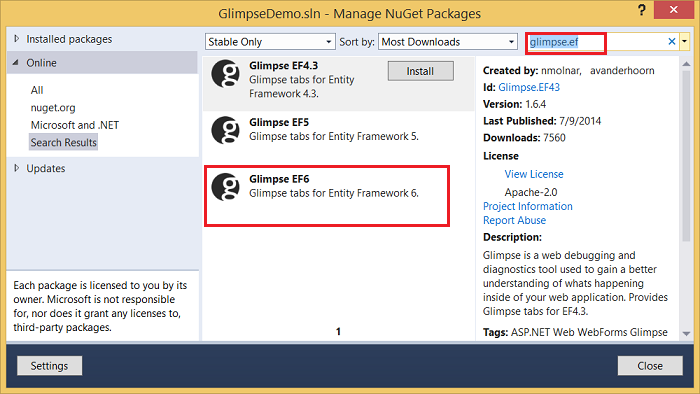 GlimpseDemo.sln - Manage NuGet Packages
? X
Installed packages
Online
All
nuget.org
Microsoft and .NET
Search Results
Updates
Each package is licensed to you by its
owner. Microsoft is not responsible
for, nor does it grant any licenses to,
third-party packages.
Stable Only
Sort by: Most Downloads
Glimpse EF4.3
Glimpse tabs for Entity
Framework 4.3.
Install
Glimpse EF5
Glimpse tabs for Entity Framework 5.
Glimpse EF6
Glimpse tabs for Entity Framework 6.
1
glimpse.ef
Created by: nmolnar, avanderhoorn
Id: Glimpse.EF43
Version: 1.6.4
Last Published: 7/9/2014
Downloads: 7560
License
View License
Apache-2.0
Project Information
Report Abuse
Description:
Glimpse is a web debugging and
diagnostics tool used to gain a better
understanding of whats happening
inside of your web application. Provides
Glimpse tabs for EF4.3.
Tags: ASP.NET Web WebForms Glimpse
Settings
Close